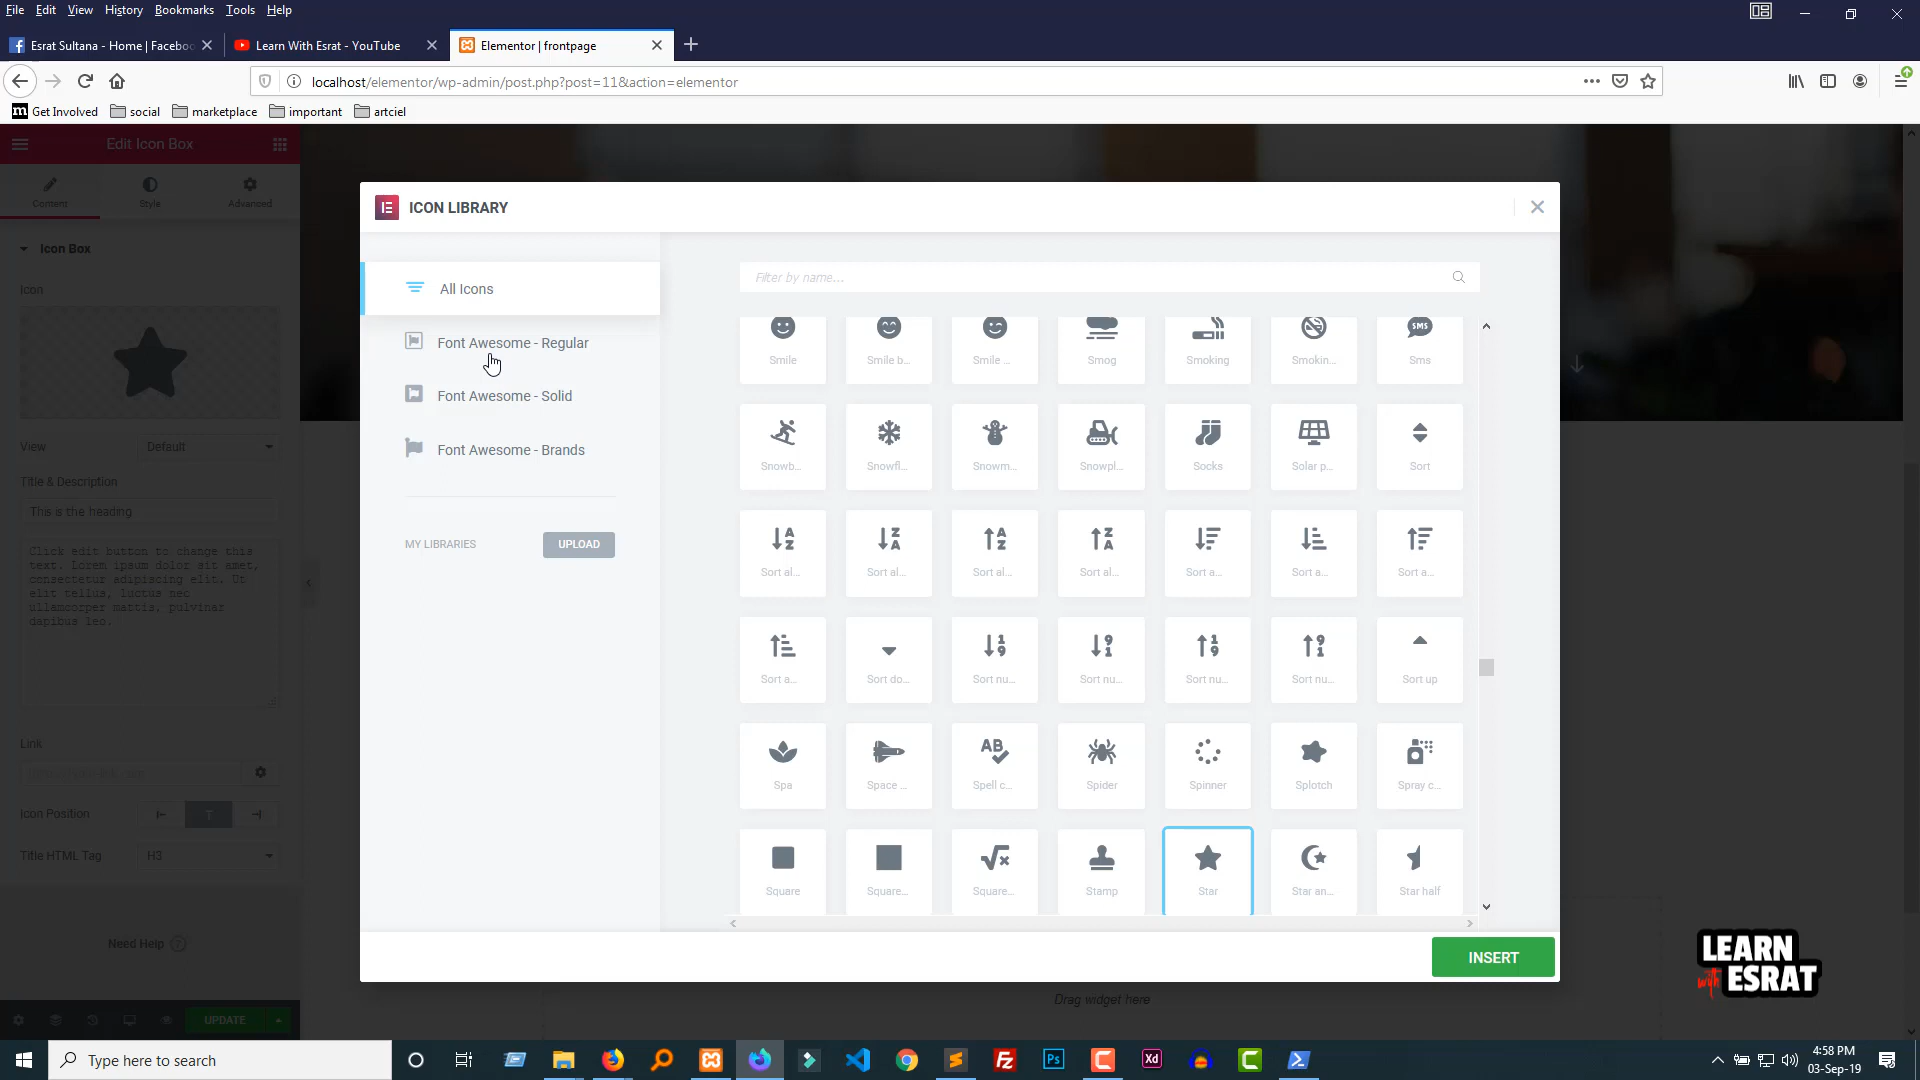 File Edit View History Bookmarks Tools Help
Esrat Sultana - Home | Faceboo
Learn With Esrat - YouTube
Elementor | frontpage
localhost/elementor/wp-admin/post.php?post=11&action=elementor
m Get Involved social marketplace important artciel
Edit Icon Box
Content Style Advanced
Icon Box
Icon
View Default
Title & Description
This is the heading
Click edit button to change this
text. Lorem ipsum dolor sit amet,
consectetur adipiscing elit. Ut
elit tellus, luctus nec
ullamcorper mattis, pulvinar
dapibus leo.
Link
Icon Position
Title HTML Tag H3
Need Help ?
UPDATE
ICON LIBRARY
All Icons
Font Awesome - Regular
Font Awesome - Solid
Font Awesome - Brands
MY LIBRARIES UPLOAD
Filter by name...
SMS
Smile Smile b... Smile ... Smog Smoking Smokin... Sms
Snowb... Snowfl... Snowm... Snowpl... Socks Solar p... Sort
Sort al... Sort al... Sort al... Sort al... Sort a... Sort a... Sort a...
Sort a... Sort do... Sort nu... Sort nu... Sort nu... Sort nu... Sort up
Spa Space ... Spell c... Spider Spinner Splotch Spray c...
Square Square... Square... Stamp Star Star an... Star half
INSERT
Drag widget here
LEARN
with ESRAT
Type here to search
4:58 PM
03-Sep-19